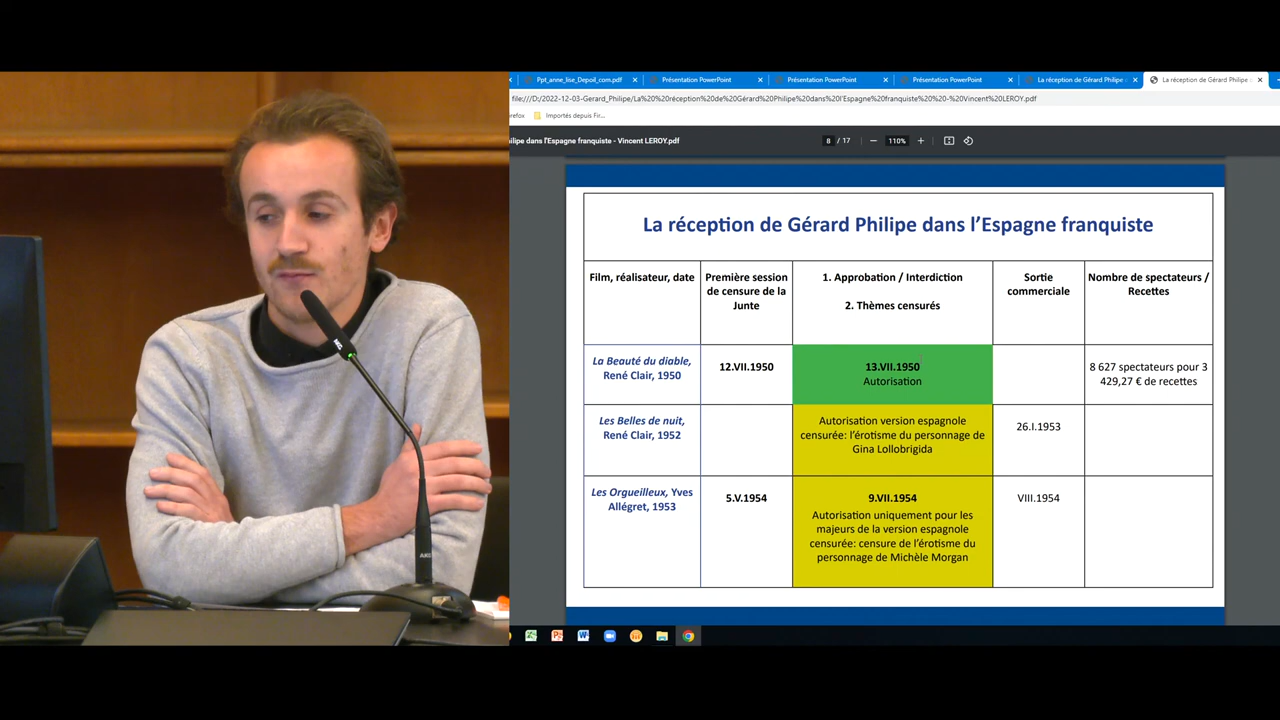 Ppt_anne_lise_Depoil_com.pdf
Présentation PowerPoint
Présentation PowerPoint
Présentation PowerPoint
La réception de Gérard Philipe
La réception de Gérard Philipe
file:///D:/2022-12-03-Gerard_Philipe/La%20%20réception%20de%20Gérard%20Philipe%20dans%20l'Espagne%20franquiste%20%20-%20Vincent%20LEROY.pdf
refox
Importés depuis Fir...
ilipe dans l'Espagne franquiste - Vincent LEROY.pdf
8 / 17
110%
La réception de Gérard Philipe dans l’Espagne franquiste
Film, réalisateur, date
Première session
de censure de la
Junte
1. Approbation / Interdiction
2. Thèmes censurés
Sortie
commerciale
Nombre de spectateurs /
Recettes
La Beauté du diable,
René Clair, 1950
12.VII.1950
13.VII.1950
Autorisation
8 627 spectateurs pour 3
429,27 € de recettes
Les Belles de nuit,
René Clair, 1952
Autorisation version espagnole
censurée: l’érotisme du personnage de
Gina Lollobrigida
26.I.1953
Les Orgueilleux, Yves
Allégret, 1953
5.V.1954
9.VII.1954
Autorisation uniquement pour les
majeurs de la version espagnole
censurée: censure de l’érotisme du
personnage de Michèle Morgan
VIII.1954
AKG